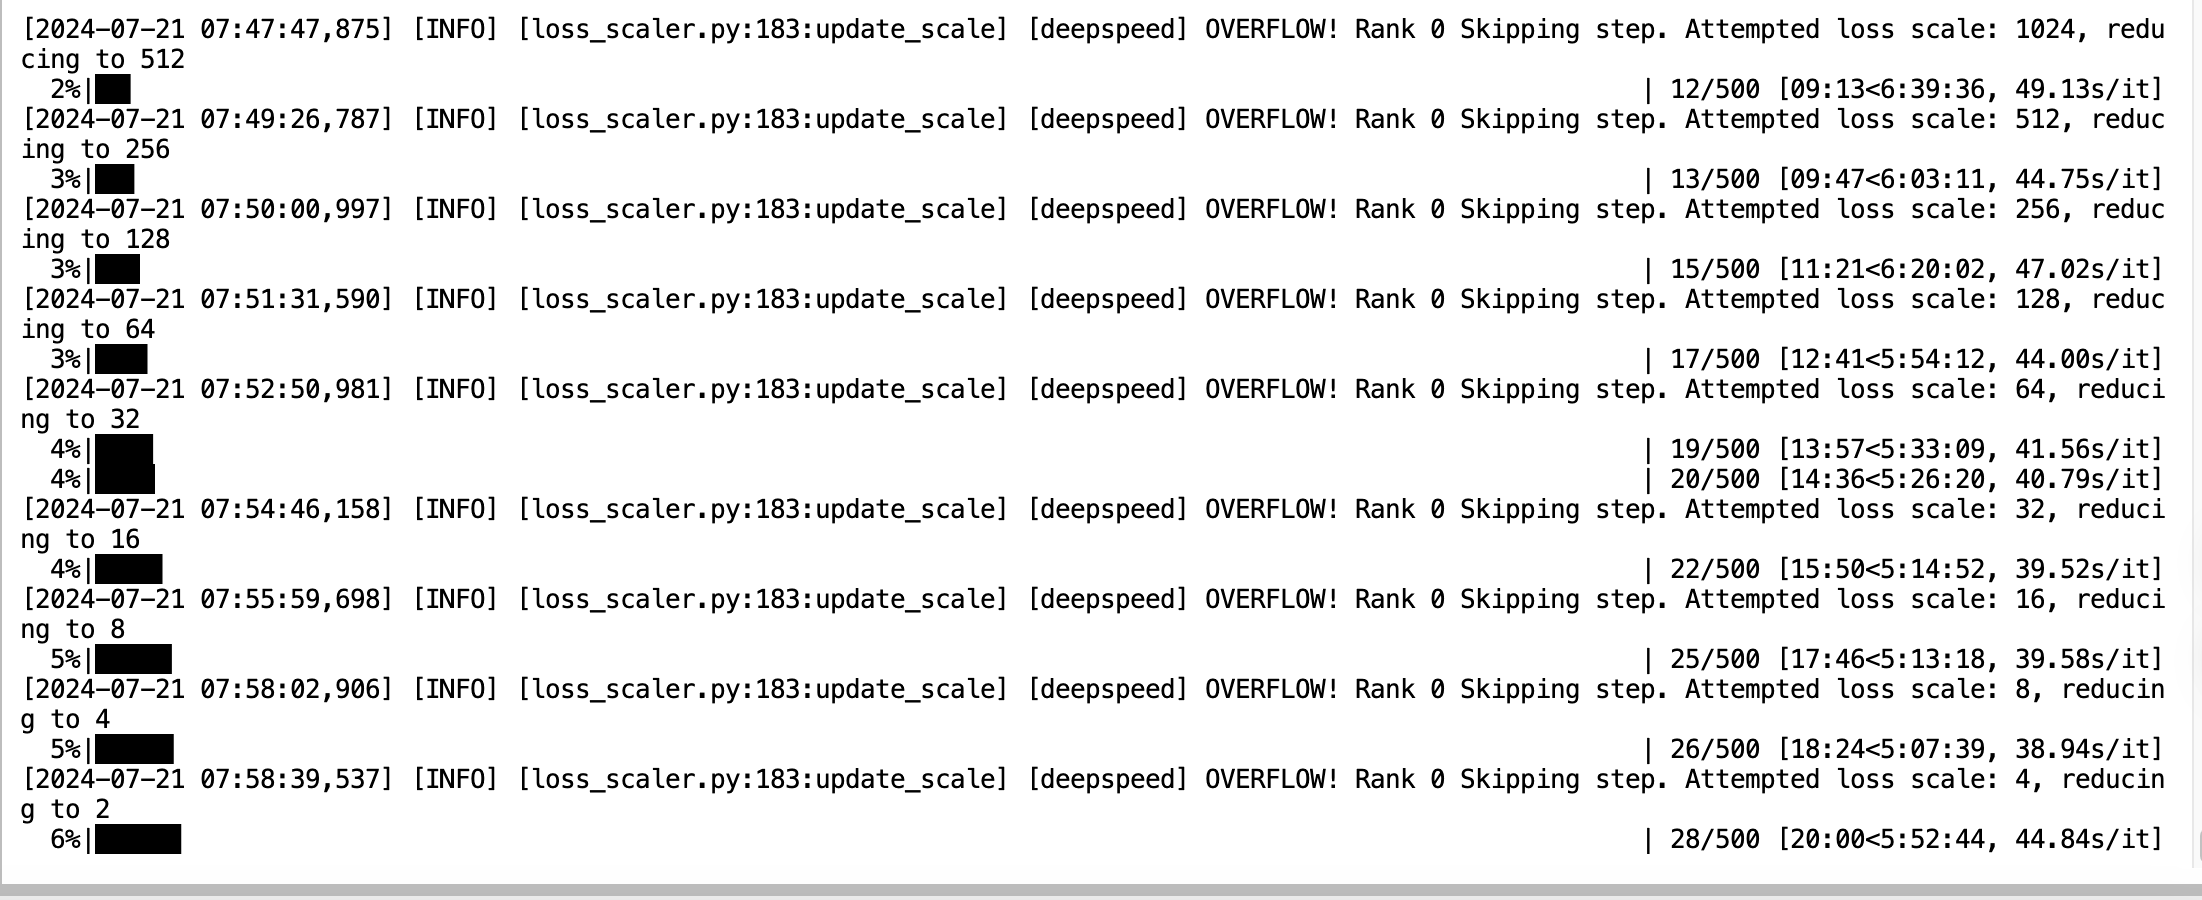 [2024-07-21 07:47:47,875] [INFO] [loss_scaler.py:183:update_scale] [deepspeed] OVERFLOW! Rank 0 Skipping step. Attempted loss scale: 1024, redu
cing to 512
2%| | 12/500 [09:13<6:39:36, 49.13s/it]
[2024-07-21 07:49:26,787] [INFO] [loss_scaler.py:183:update_scale] [deepspeed] OVERFLOW! Rank 0 Skipping step. Attempted loss scale: 512, reduc
ing to 256
3%| | 13/500 [09:47<6:03:11, 44.75s/it]
[2024-07-21 07:50:00,997] [INFO] [loss_scaler.py:183:update_scale] [deepspeed] OVERFLOW! Rank 0 Skipping step. Attempted loss scale: 256, reduc
ing to 128
3%| | 15/500 [11:21<6:20:02, 47.02s/it]
[2024-07-21 07:51:31,590] [INFO] [loss_scaler.py:183:update_scale] [deepspeed] OVERFLOW! Rank 0 Skipping step. Attempted loss scale: 128, reduc
ing to 64
3%| | 17/500 [12:41<5:54:12, 44.00s/it]
[2024-07-21 07:52:50,981] [INFO] [loss_scaler.py:183:update_scale] [deepspeed] OVERFLOW! Rank 0 Skipping step. Attempted loss scale: 64, reduci
ng to 32
4%| | 19/500 [13:57<5:33:09, 41.56s/it]
4%| | 20/500 [14:36<5:26:20, 40.79s/it]
[2024-07-21 07:54:46,158] [INFO] [loss_scaler.py:183:update_scale] [deepspeed] OVERFLOW! Rank 0 Skipping step. Attempted loss scale: 32, reduci
ng to 16
4%| | 22/500 [15:50<5:14:52, 39.52s/it]
[2024-07-21 07:55:59,698] [INFO] [loss_scaler.py:183:update_scale] [deepspeed] OVERFLOW! Rank 0 Skipping step. Attempted loss scale: 16, reduci
ng to 8
5%| | 25/500 [17:46<5:13:18, 39.58s/it]
[2024-07-21 07:58:02,906] [INFO] [loss_scaler.py:183:update_scale] [deepspeed] OVERFLOW! Rank 0 Skipping step. Attempted loss scale: 8, reducin
g to 4
5%| | 26/500 [18:24<5:07:39, 38.94s/it]
[2024-07-21 07:58:39,537] [INFO] [loss_scaler.py:183:update_scale] [deepspeed] OVERFLOW! Rank 0 Skipping step. Attempted loss scale: 4, reducin
g to 2
6%| | 28/500 [20:00<5:52:44, 44.84s/it]